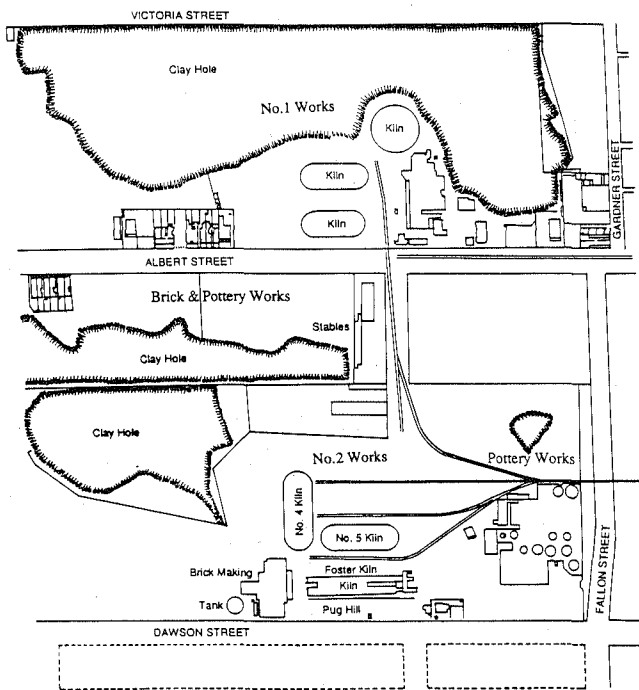 VICTORIA STREET
Clay Hole
No.1 Works
Kiln
Kiln
Kiln
GARDNER STREET
ALBERT STREET
Brick & Pottery Works
Stables
Clay Hole
Clay Hole
No.2 Works
Pottery Works
No. 4 Kiln
No. 5 Kiln
Brick Making
Foster Kiln
Kiln
Tank
Pug Hill
FALLON STREET
DAWSON STREET